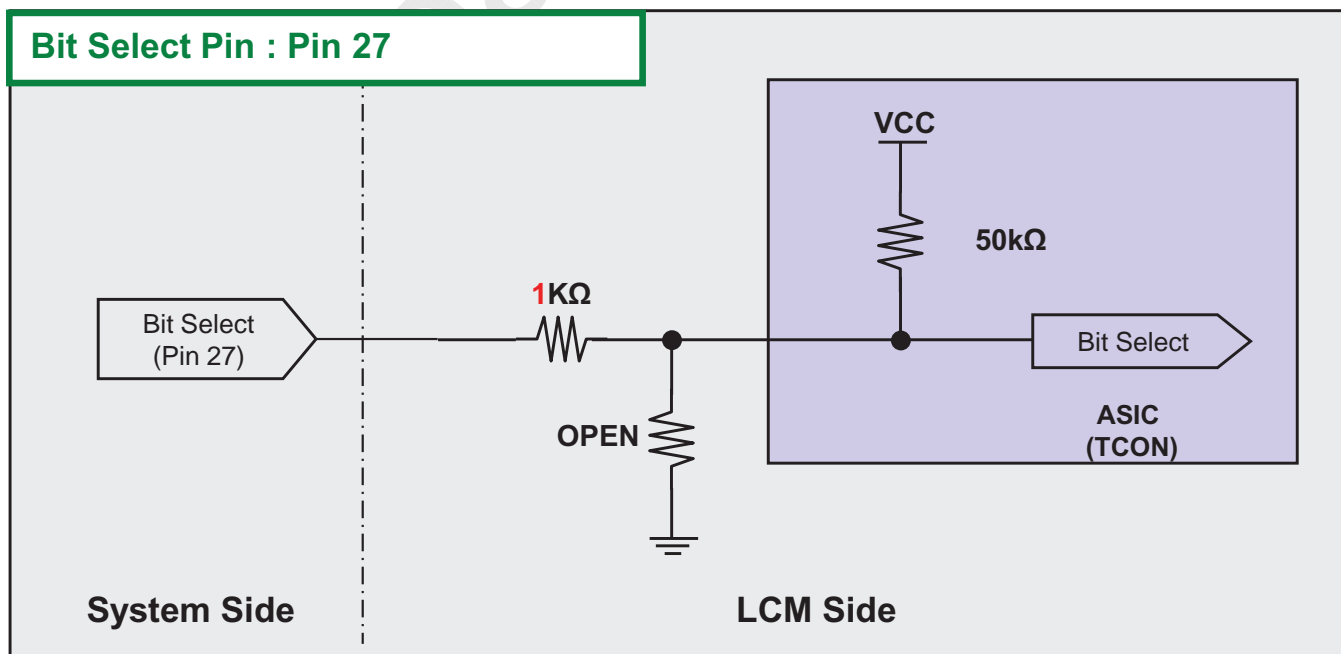 Bit Select Pin : Pin 27
VCC
50kΩ
1KΩ
Bit Select
(Pin 27)
Bit Select
OPEN
ASIC
(TCON)
System Side
LCM Side